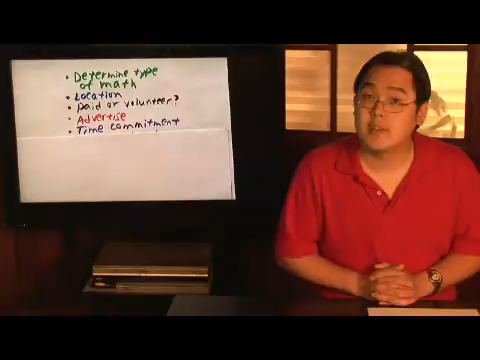 • Determine type
of math
• Location
• Paid or volunteer?
• Advertise
• Time commitment